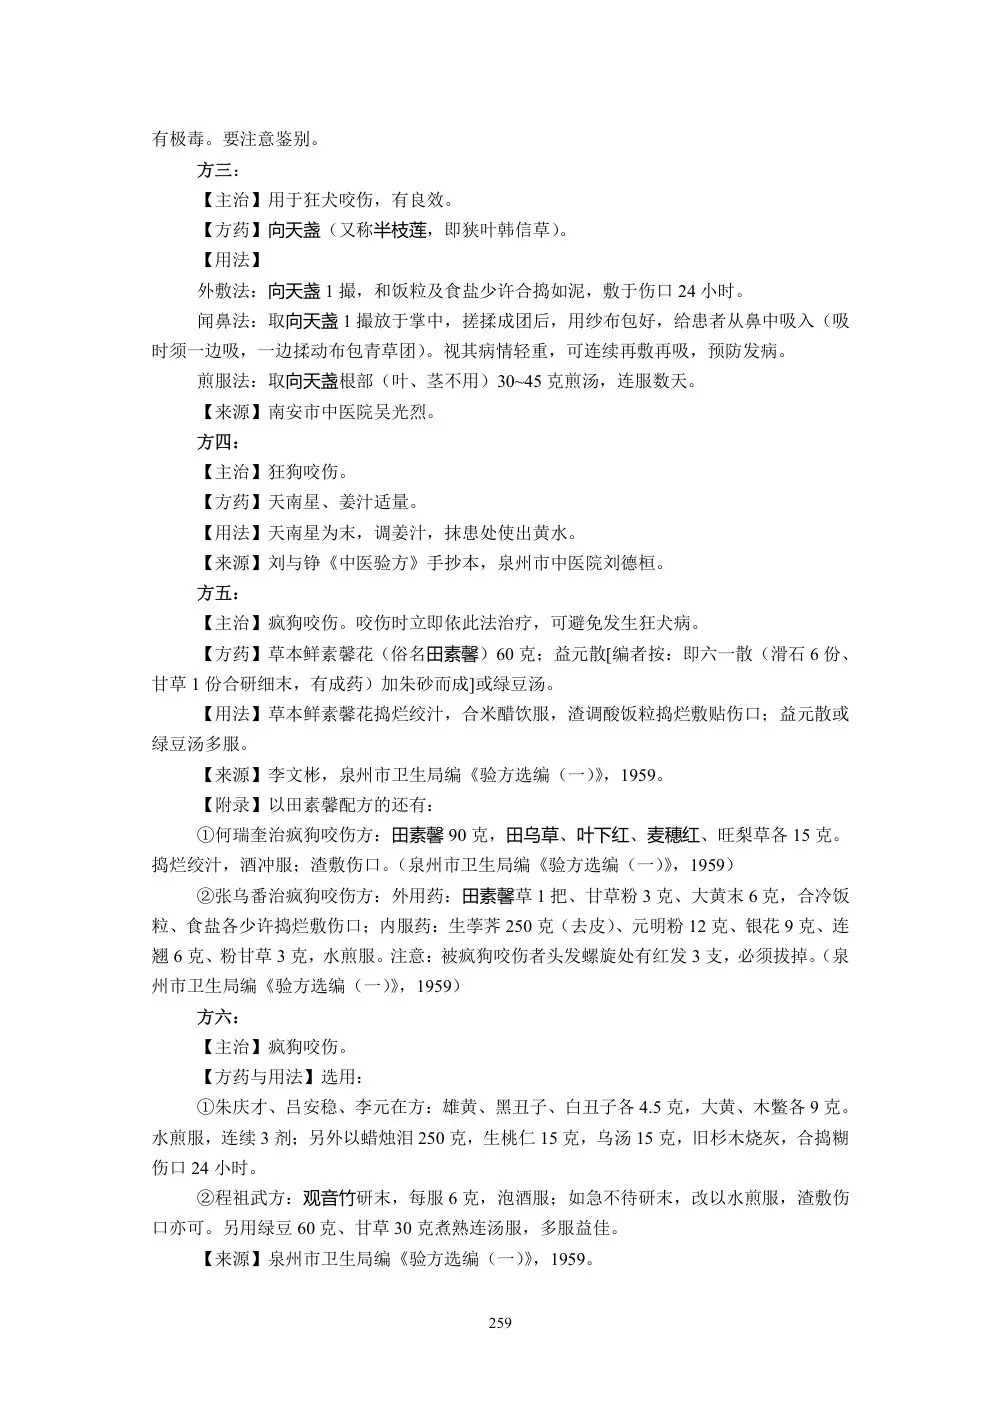 有极毒。要注意鉴别。
方三：
【主治】用于狂犬咬伤，有良效。
【方药】向天盏（又称半枝莲，即狭叶韩信草）。
【用法】
外敷法：向天盏 1 撮，和饭粒及食盐少许合捣如泥，敷于伤口 24 小时。
闻鼻法：取向天盏 1 撮放于掌中，搓揉成团后，用纱布包好，给患者从鼻中吸入（吸
时须一边吸，一边揉动布包青草团）。视其病情轻重，可连续再敷再吸，预防发病。
煎服法：取向天盏根部（叶、茎不用）30~45 克煎汤，连服数天。
【来源】南安市中医院吴光烈。
方四：
【主治】狂狗咬伤。
【方药】天南星、姜汁适量。
【用法】天南星为末，调姜汁，抹患处使出黄水。
【来源】刘与铮《中医验方》手抄本，泉州市中医院刘德桓。
方五：
【主治】疯狗咬伤。咬伤时立即依此法治疗，可避免发生狂犬病。
【方药】草本鲜素馨花（俗名田素馨）60 克；益元散[编者按：即六一散（滑石 6 份、
甘草 1 份合研细末，有成药）加朱砂而成]或绿豆汤。
【用法】草本鲜素馨花捣烂绞汁，合米醋饮服，渣调酸饭粒捣烂敷贴伤口；益元散或
绿豆汤多服。
【来源】李文彬，泉州市卫生局编《验方选编（一）》，1959。
【附录】以田素馨配方的还有：
①何瑞奎治疯狗咬伤方：田素馨 90 克，田乌草、叶下红、麦穗红、旺梨草各 15 克。
捣烂绞汁，酒冲服；渣敷伤口。（泉州市卫生局编《验方选编（一）》，1959）
②张乌番治疯狗咬伤方：外用药：田素馨草 1 把、甘草粉 3 克、大黄末 6 克，合冷饭
粒、食盐各少许捣烂敷伤口；内服药：生荸荠 250 克（去皮）、元明粉 12 克、银花 9 克、连
翘 6 克、粉甘草 3 克，水煎服。注意：被疯狗咬伤者头发螺旋处有红发 3 支，必须拔掉。（泉
州市卫生局编《验方选编（一）》，1959）
方六：
【主治】疯狗咬伤。
【方药与用法】选用：
①朱庆才、吕安稳、李元在方：雄黄、黑丑子、白丑子各 4.5 克，大黄、木鳖各 9 克。
水煎服，连续 3 剂；另外以蜡烛泪 250 克，生桃仁 15 克，乌汤 15 克，旧杉木烧灰，合捣糊
伤口 24 小时。
②程祖武方：观音竹研末，每服 6 克，泡酒服；如急不待研末，改以水煎服，渣敷伤
口亦可。另用绿豆 60 克、甘草 30 克煮熟连汤服，多服益佳。
【来源】泉州市卫生局编《验方选编（一）》，1959。
259